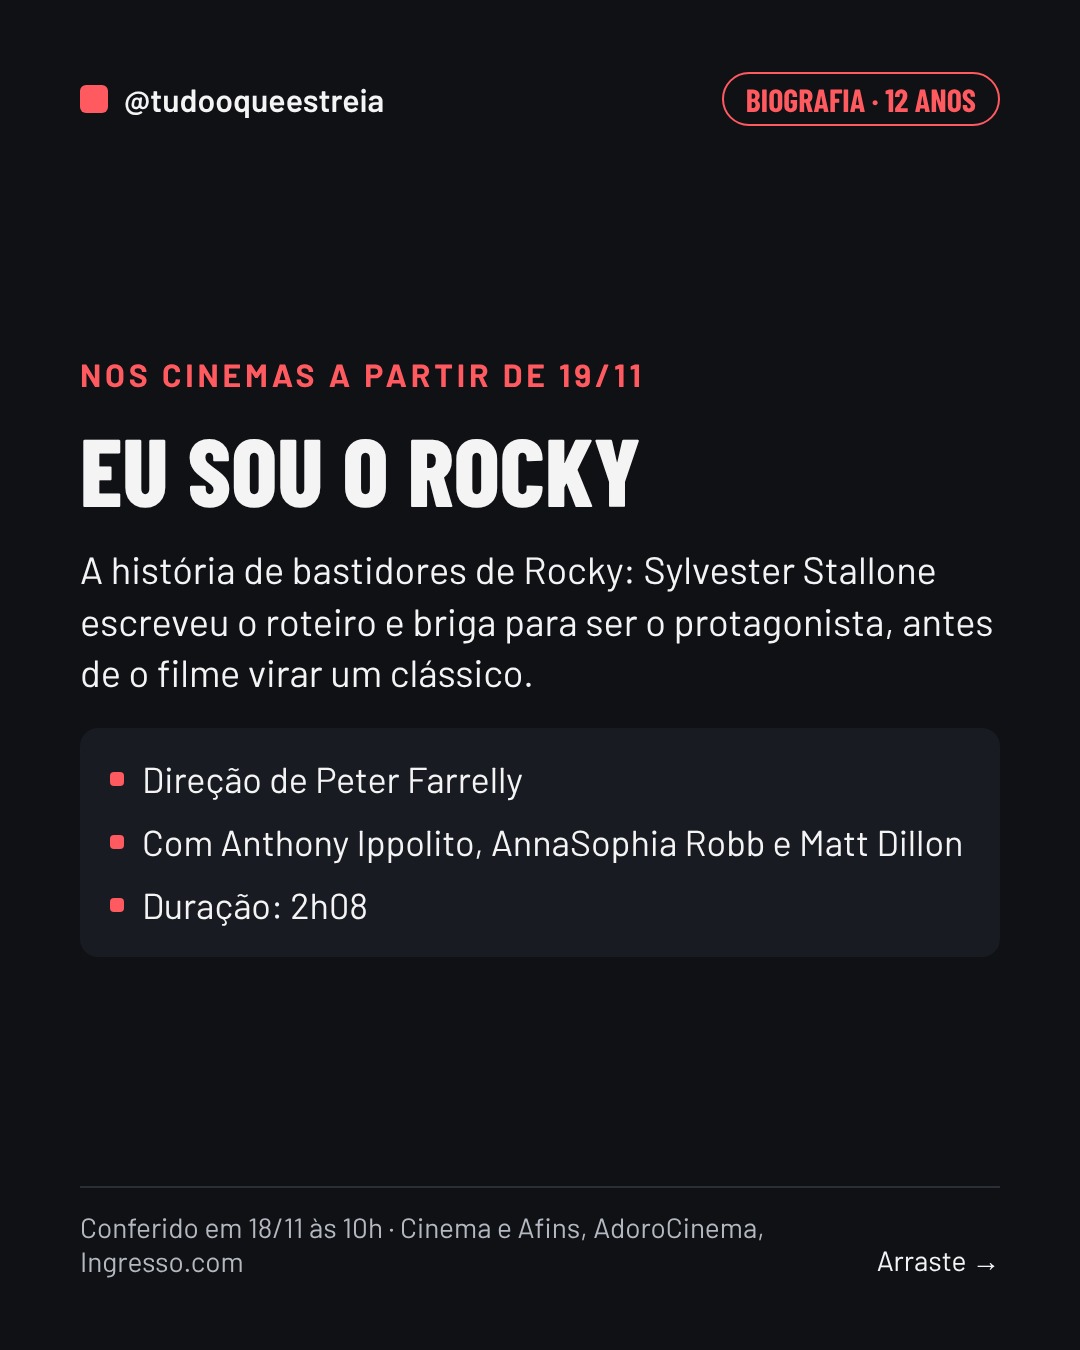 @tudooqueestreia
BIOGRAFIA · 12 ANOS
NOS CINEMAS A PARTIR DE 19/11
EU SOU O ROCKY
A história de bastidores de Rocky: Sylvester Stallone
escreveu o roteiro e briga para ser o protagonista, antes
de o filme virar um clássico.
Direção de Peter Farrelly
Com Anthony Ippolito, AnnaSophia Robb e Matt Dillon
Duração: 2h08
Conferido em 18/11 às 10h · Cinema e Afins, AdoroCinema,
Ingresso.com
Arraste →